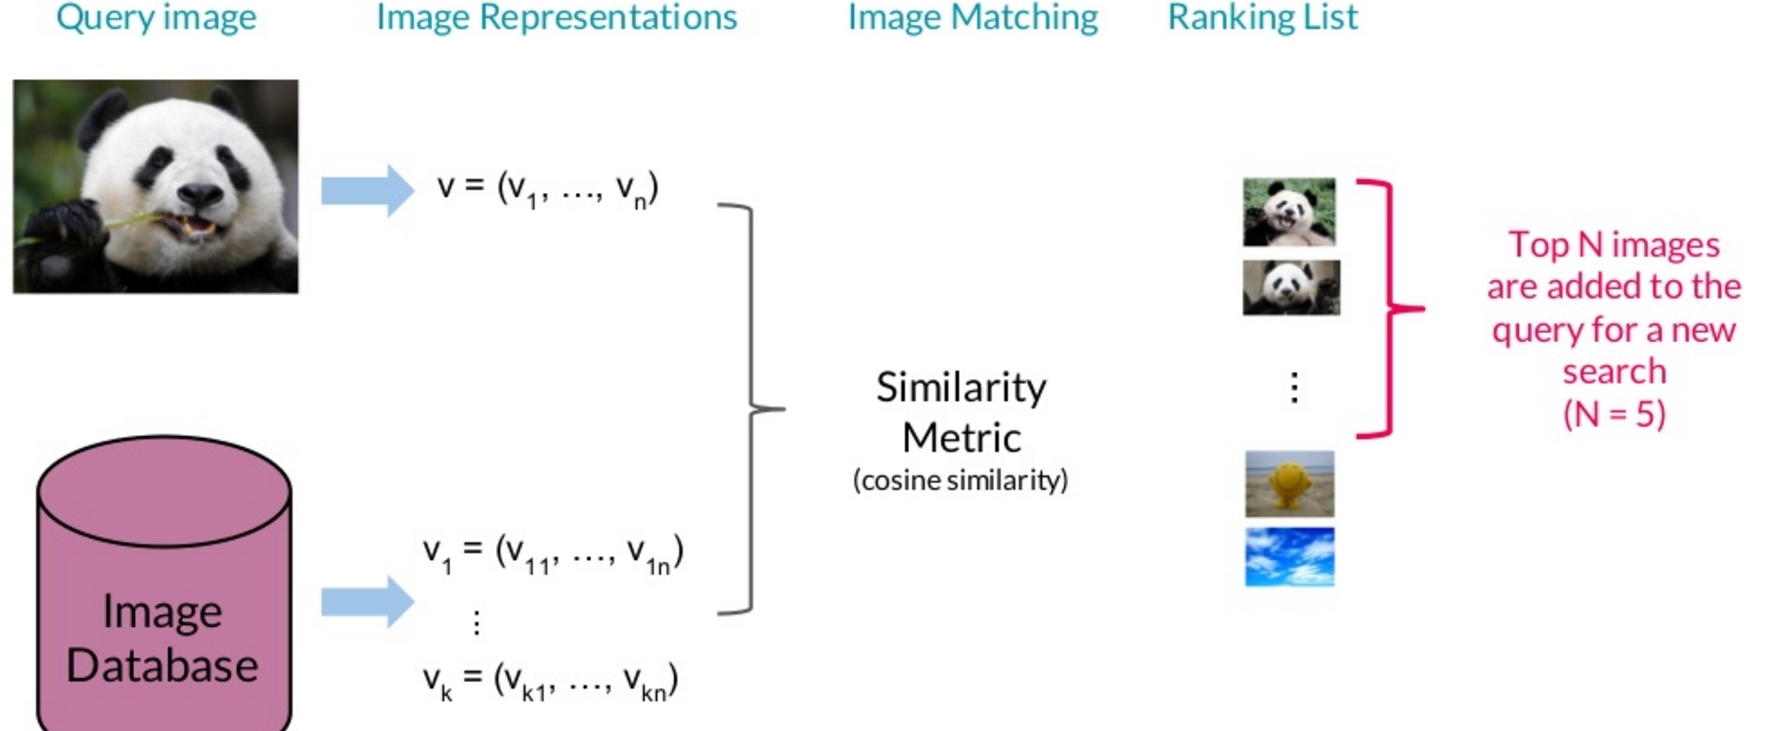 Query image
Image Representations
Image Matching
Ranking List
v = (v₁, …, vₙ)
Top N images
are added to the
query for a new
search
(N = 5)
Similarity
Metric
(cosine similarity)
⋮
v₁ = (v₁₁, …, v₁ₙ)
⋮
vₖ = (vₖ₁, …, vₖₙ)
Image
Database